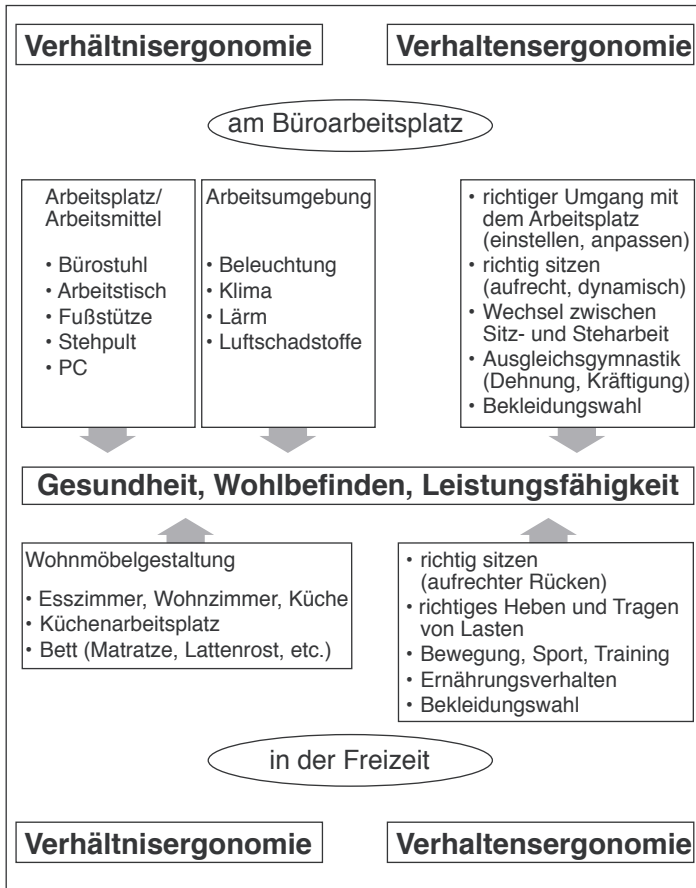 Verhältnisergonomie
Verhaltensergonomie
am Büroarbeitsplatz
Arbeitsplatz/
Arbeitsmittel
• Bürostuhl
• Arbeitstisch
• Fußstütze
• Stehpult
• PC
Arbeitsumgebung
• Beleuchtung
• Klima
• Lärm
• Luftschadstoffe
• richtiger Umgang mit
dem Arbeitsplatz
(einstellen, anpassen)
• richtig sitzen
(aufrecht, dynamisch)
• Wechsel zwischen
Sitz- und Steharbeit
• Ausgleichsgymnastik
(Dehnung, Kräftigung)
• Bekleidungswahl
Gesundheit, Wohlbefinden, Leistungsfähigkeit
Wohnmöbelgestaltung
• Esszimmer, Wohnzimmer, Küche
• Küchenarbeitsplatz
• Bett (Matratze, Lattenrost, etc.)
• richtig sitzen
(aufrechter Rücken)
• richtiges Heben und Tragen
von Lasten
• Bewegung, Sport, Training
• Ernährungsverhalten
• Bekleidungswahl
in der Freizeit
Verhältnisergonomie
Verhaltensergonomie